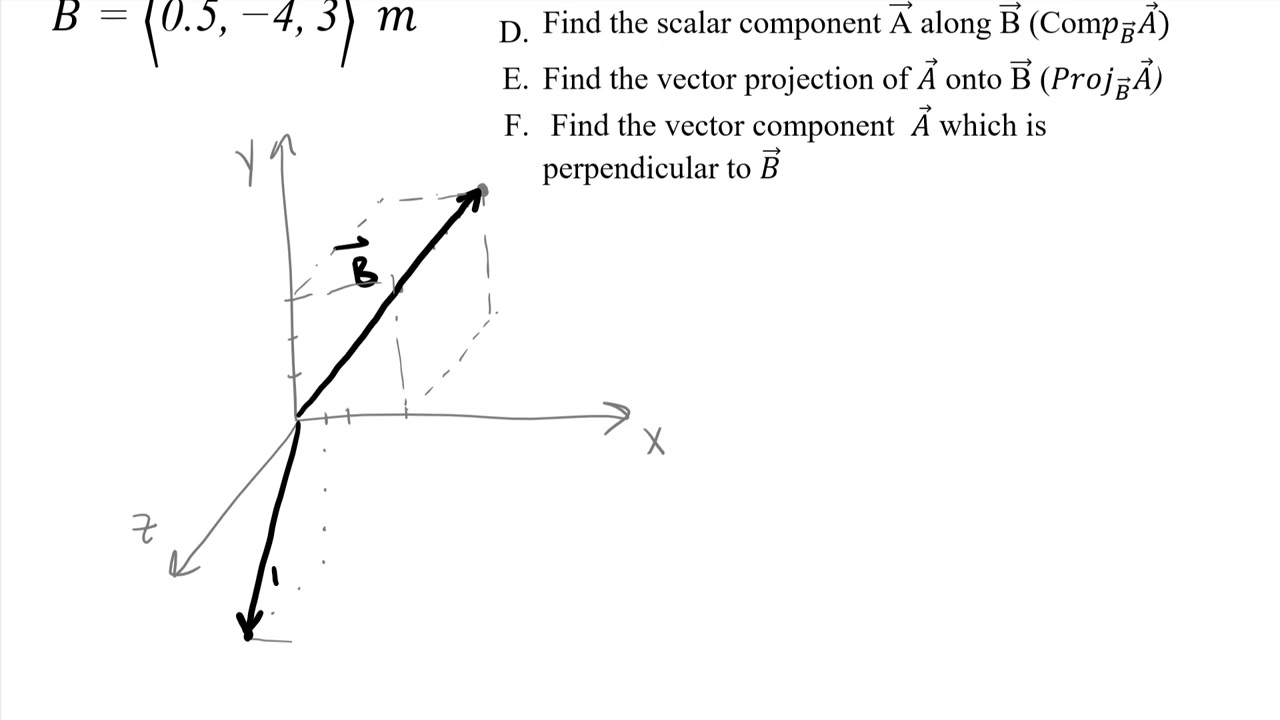 B = ⟨0.5, −4, 3⟩ m
D. Find the scalar component A⃗ along B⃗ (Comp_B⃗ A⃗)
E. Find the vector projection of A⃗ onto B⃗ (Proj_B⃗ A⃗)
F. Find the vector component A⃗ which is
perpendicular to B⃗
Y
B⃗
X
Z